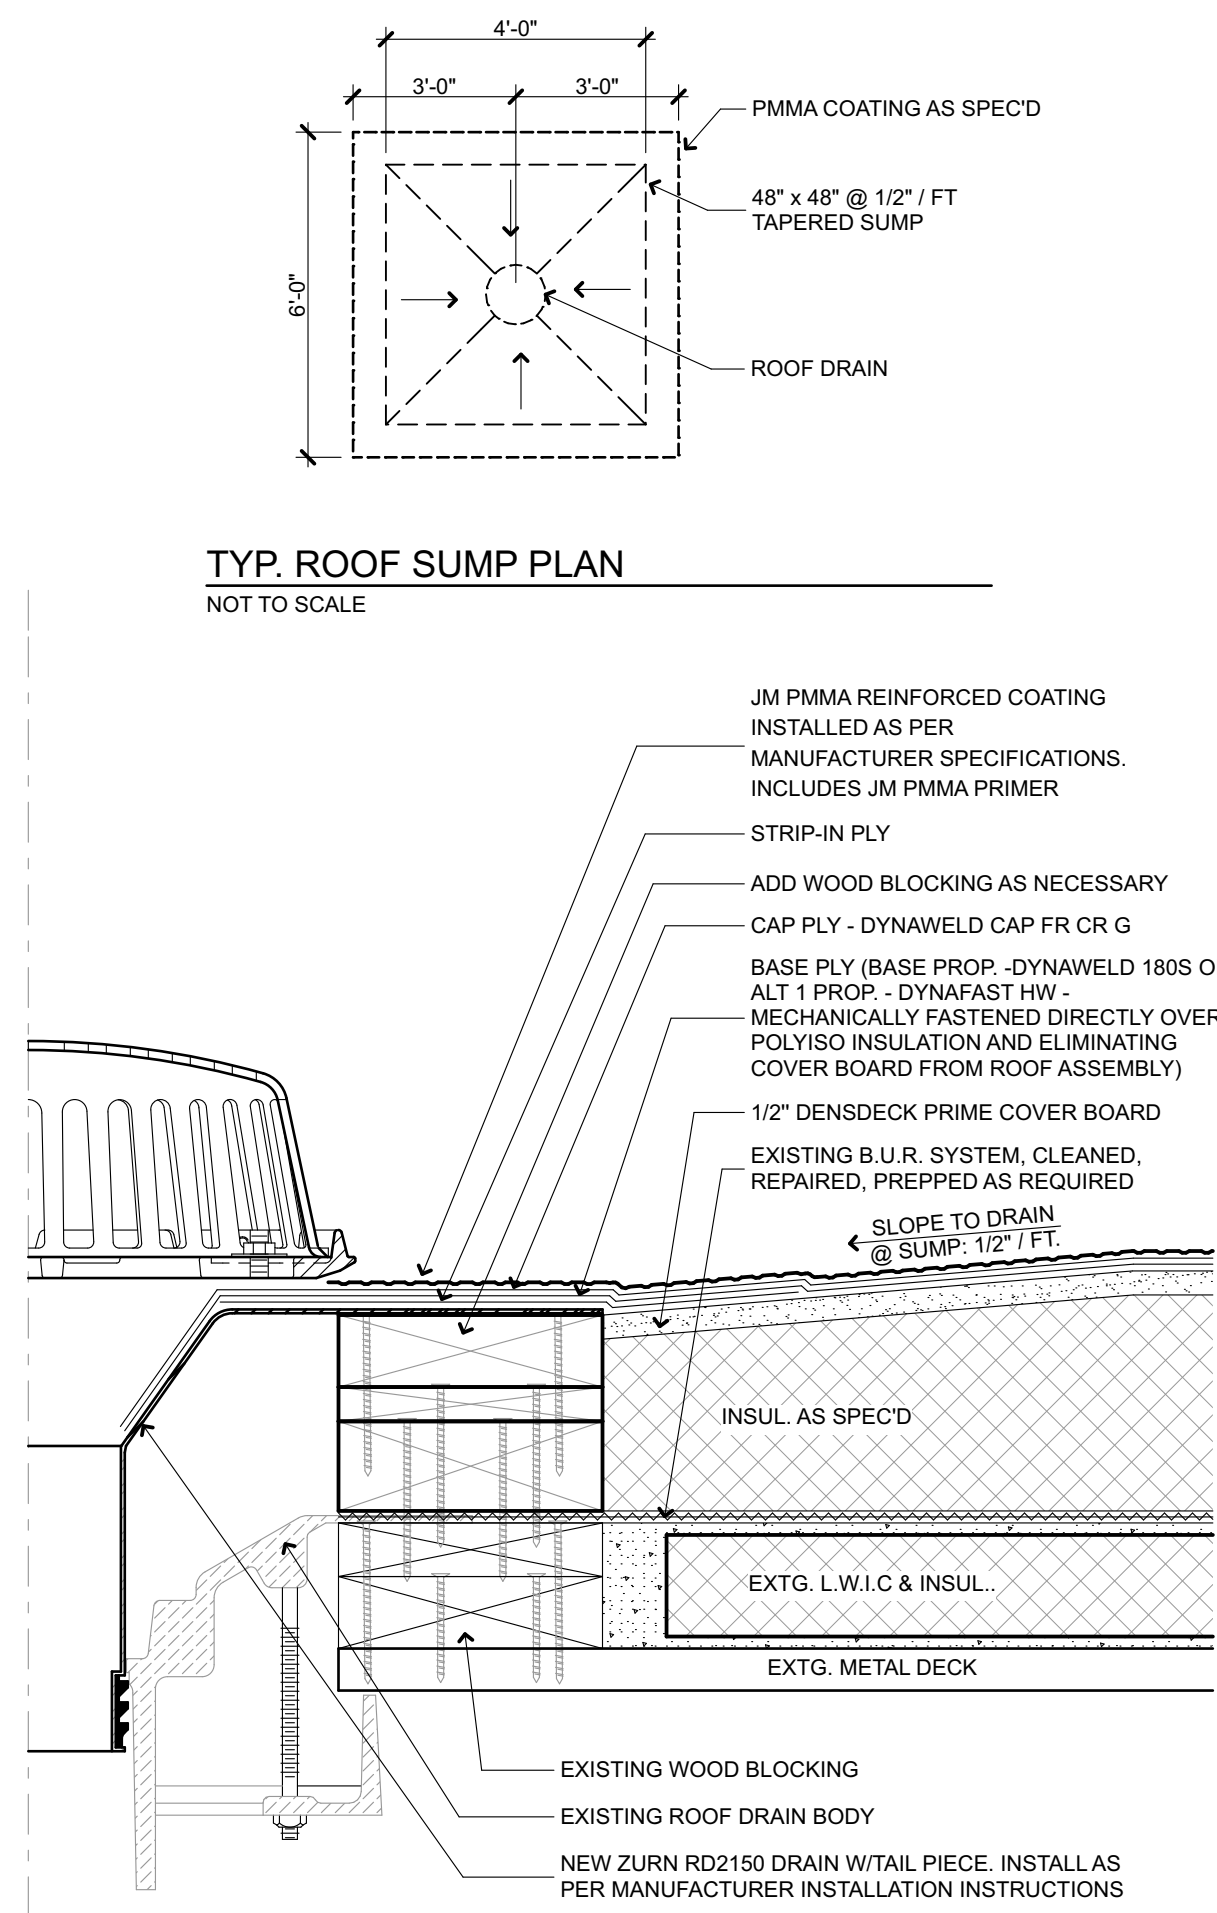 4'-0"
3'-0"
3'-0"
PMMA COATING AS SPEC'D
48" x 48" @ 1/2" / FT
TAPERED SUMP
6'-0"
ROOF DRAIN
TYP. ROOF SUMP PLAN
NOT TO SCALE
JM PMMA REINFORCED COATING
INSTALLED AS PER
MANUFACTURER SPECIFICATIONS.
INCLUDES JM PMMA PRIMER
STRIP-IN PLY
ADD WOOD BLOCKING AS NECESSARY
CAP PLY - DYNAWELD CAP FR CR G
BASE PLY (BASE PROP. -DYNAWELD 180S O
ALT 1 PROP. - DYNAFAST HW -
MECHANICALLY FASTENED DIRECTLY OVER
POLYISO INSULATION AND ELIMINATING
COVER BOARD FROM ROOF ASSEMBLY)
1/2" DENSDECK PRIME COVER BOARD
EXISTING B.U.R. SYSTEM, CLEANED,
REPAIRED, PREPPED AS REQUIRED
SLOPE TO DRAIN
@ SUMP: 1/2" / FT.
INSUL. AS SPEC'D
EXTG. L.W.I.C & INSUL..
EXTG. METAL DECK
EXISTING WOOD BLOCKING
EXISTING ROOF DRAIN BODY
NEW ZURN RD2150 DRAIN W/TAIL PIECE. INSTALL AS
PER MANUFACTURER INSTALLATION INSTRUCTIONS